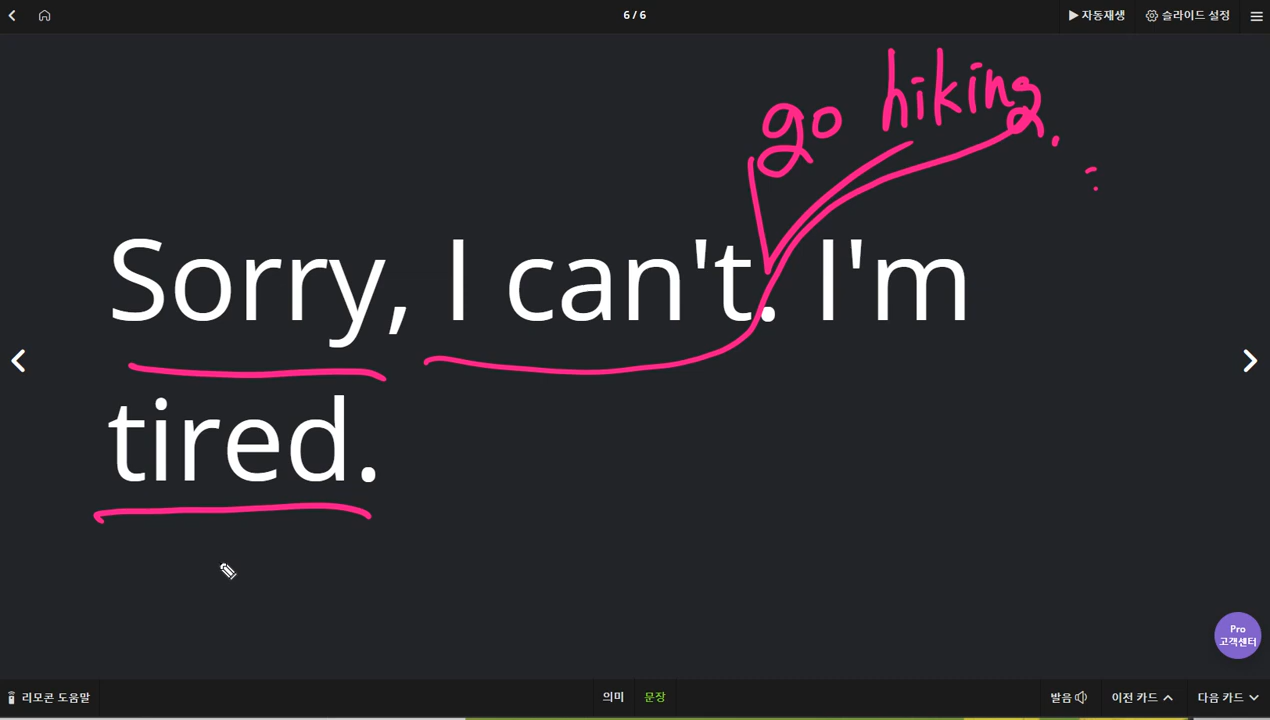 6 / 6
자동재생
슬라이드 설정
go hiking.
Sorry, I can't. I'm
tired.
Pro
고객센터
리모콘 도움말
의미
문장
발음
이전 카드
다음 카드